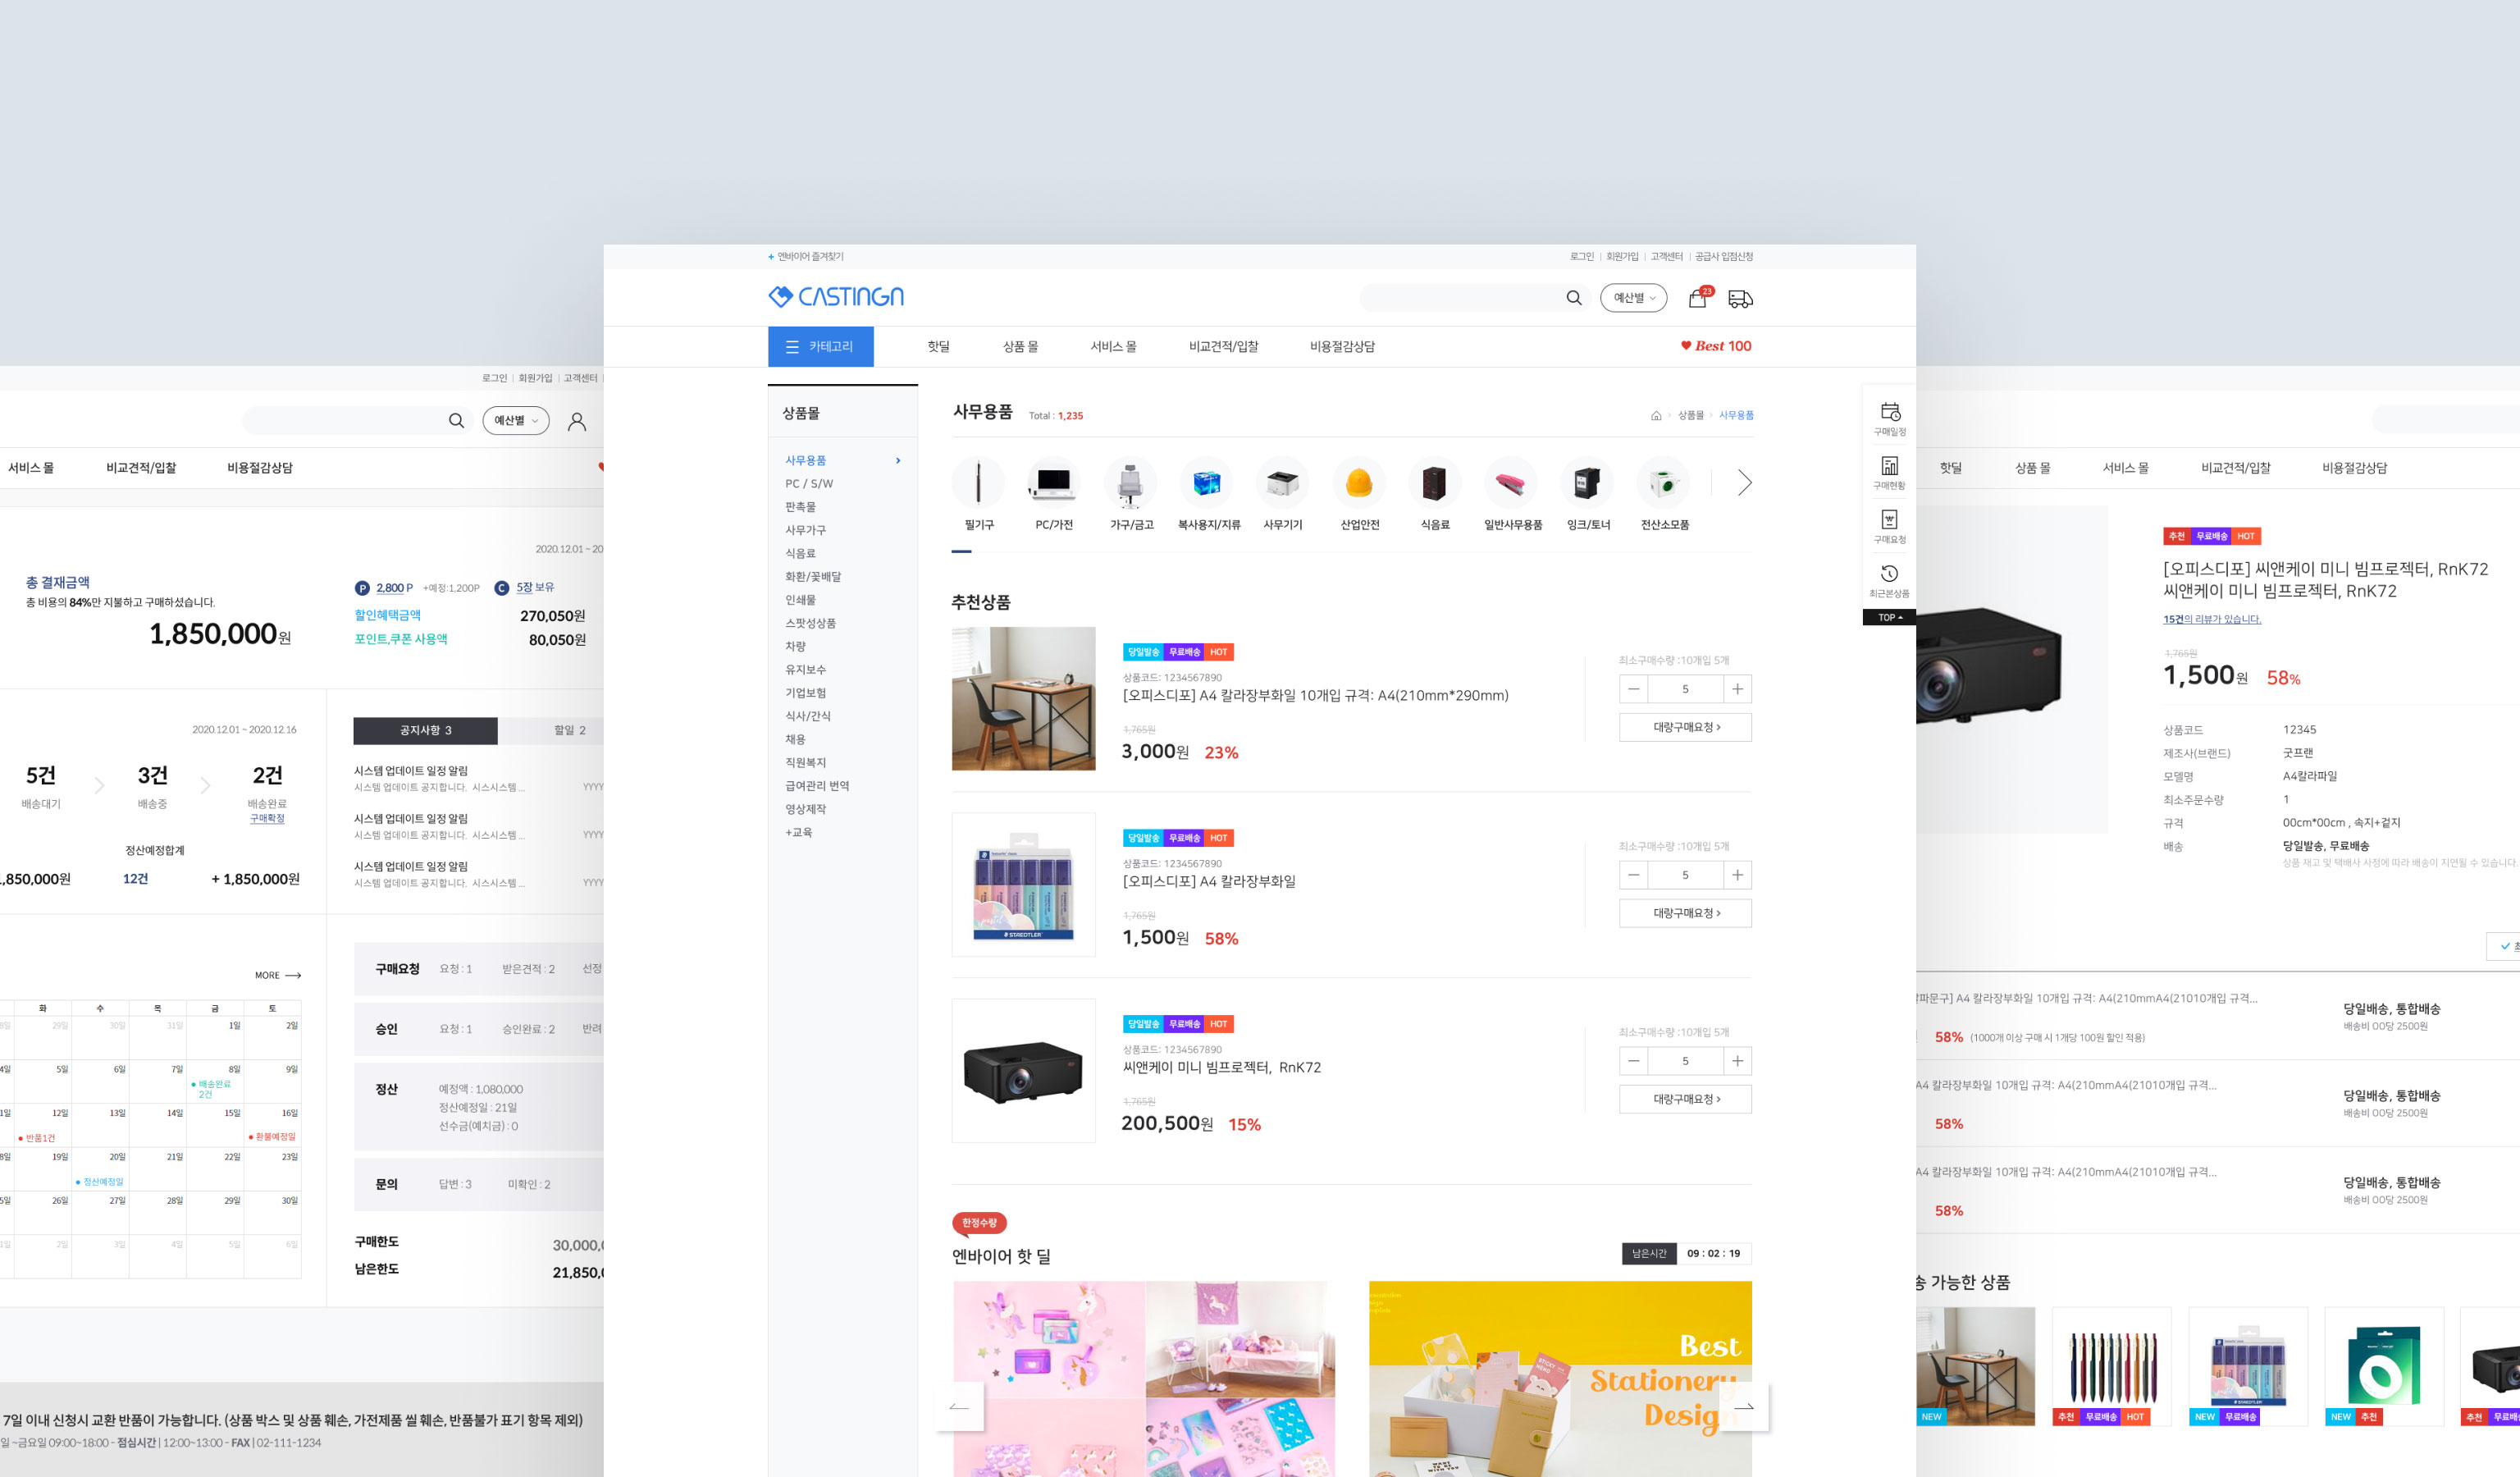 + 엔바이어 즐겨찾기
로그인 | 회원가입 | 고객센터 | 공급사 입점신청
CASTINGN
예산별
23
카테고리
핫딜
상품 몰
서비스 몰
비교견적/입찰
비용절감상담
Best 100
상품몰
사무용품
PC / S/W
판촉물
사무가구
식음료
화환/꽃배달
인쇄물
스팟성상품
차량
유지보수
기업보험
식사/간식
채용
직원복지
급여관리 번역
영상제작
+교육
사무용품 Total : 1,235
상품몰 > 사무용품
필기구
PC/가전
가구/금고
복사용지/지류
사무기기
산업안전
식음료
일반사무용품
잉크/토너
전산소모품
구매일정
구매현황
구매요청
최근본상품
TOP
추천상품
당일발송 무료배송 HOT
상품코드: 1234567890
[오피스디포] A4 칼라장부화일 10개입 규격: A4(210mm*290mm)
1,765원
3,000원 23%
최소구매수량 :10개입 5개
5
대량구매요청 >
당일발송 무료배송 HOT
상품코드: 1234567890
[오피스디포] A4 칼라장부화일
1,765원
1,500원 58%
최소구매수량 :10개입 5개
5
대량구매요청 >
STAEDTLER
당일발송 무료배송 HOT
상품코드: 1234567890
씨앤케이 미니 빔프로젝터, RnK72
1,765원
200,500원 15%
최소구매수량 :10개입 5개
5
대량구매요청 >
한정수량
엔바이어 핫 딜
남은시간 09 : 02 : 19
Best
Stationery
Design
로그인 | 회원가입 | 고객센터
예산별
서비스 몰
비교견적/입찰
비용절감상담
2020.12.01 ~ 20
총 결재금액
총 비용의 84%만 지불하고 구매하셨습니다.
1,850,000원
P 2,800 P +예정:1,200P C 5장 보유
할인혜택금액 270,050원
포인트,쿠폰 사용액 80,050원
2020.12.01 ~ 2020.12.16
5건
배송대기
3건
배송중
2건
배송완료
구매확정
정산예정합계
,850,000원
12건
+ 1,850,000원
공지사항 3
할일 2
시스템 업데이트 일정 알림
시스템 업데이트 공지합니다. 시스시스템 ...
YYYY
시스템 업데이트 일정 알림
시스템 업데이트 공지합니다. 시스시스템 ...
YYYY
시스템 업데이트 일정 알림
시스템 업데이트 공지합니다. 시스시스템 ...
YYYY
MORE
화 수 목 금 토
29일 30일 31일 1일 2일
4일 5일 6일 7일 8일 9일
배송완료
2건
1일 12일 13일 14일 15일 16일
반품1건
환불예정일
8일 19일 20일 21일 22일 23일
정산예정일
5일 26일 27일 28일 29일 30일
1일 2일 3일 4일 5일 6일
구매요청 요청 : 1 받은견적 : 2 선정
승인 요청 : 1 승인완료 : 2 반려
정산 예정액 : 1,080,000
정산예정일 : 21일
선수금(예치금) : 0
문의 답변 : 3 미확인 : 2
구매한도 30,000,
남은한도 21,850,
7일 이내 신청시 교환 반품이 가능합니다. (상품 박스 및 상품 훼손, 가전제품 씰 훼손, 반품불가 표기 항목 제외)
일 ~금요일 09:00~18:00 - 점심시간 | 12:00~13:00 - FAX | 02-111-1234
핫딜
상품 몰
서비스 몰
비교견적/입찰
비용절감상담
추천 무료배송 HOT
[오피스디포] 씨앤케이 미니 빔프로젝터, RnK72
씨앤케이 미니 빔프로젝터, RnK72
15건의 리뷰가 있습니다.
1,765원
1,500원 58%
상품코드 12345
제조사(브랜드) 굿프랜
모델명 A4칼라파일
최소주문수량 1
규격 00cm*00cm , 속지+겉지
배송 당일발송, 무료배송
상품 재고 및 택배사 사정에 따라 배송이 지연될 수 있습니다.
파문구] A4 칼라장부화일 10개입 규격: A4(210mmA4(21010개입 규격...
58% (1000개 이상 구매 시 1개당 100원 할인 적용)
당일배송, 통합배송
배송비 00당 2500원
A4 칼라장부화일 10개입 규격: A4(210mmA4(21010개입 규격...
58%
당일배송, 통합배송
배송비 00당 2500원
A4 칼라장부화일 10개입 규격: A4(210mmA4(21010개입 규격...
58%
당일배송, 통합배송
배송비 00당 2500원
송 가능한 상품
NEW
추천 무료배송 HOT
STAEDTLER
NEW 무료배송
NEW 추천
추천 무료배